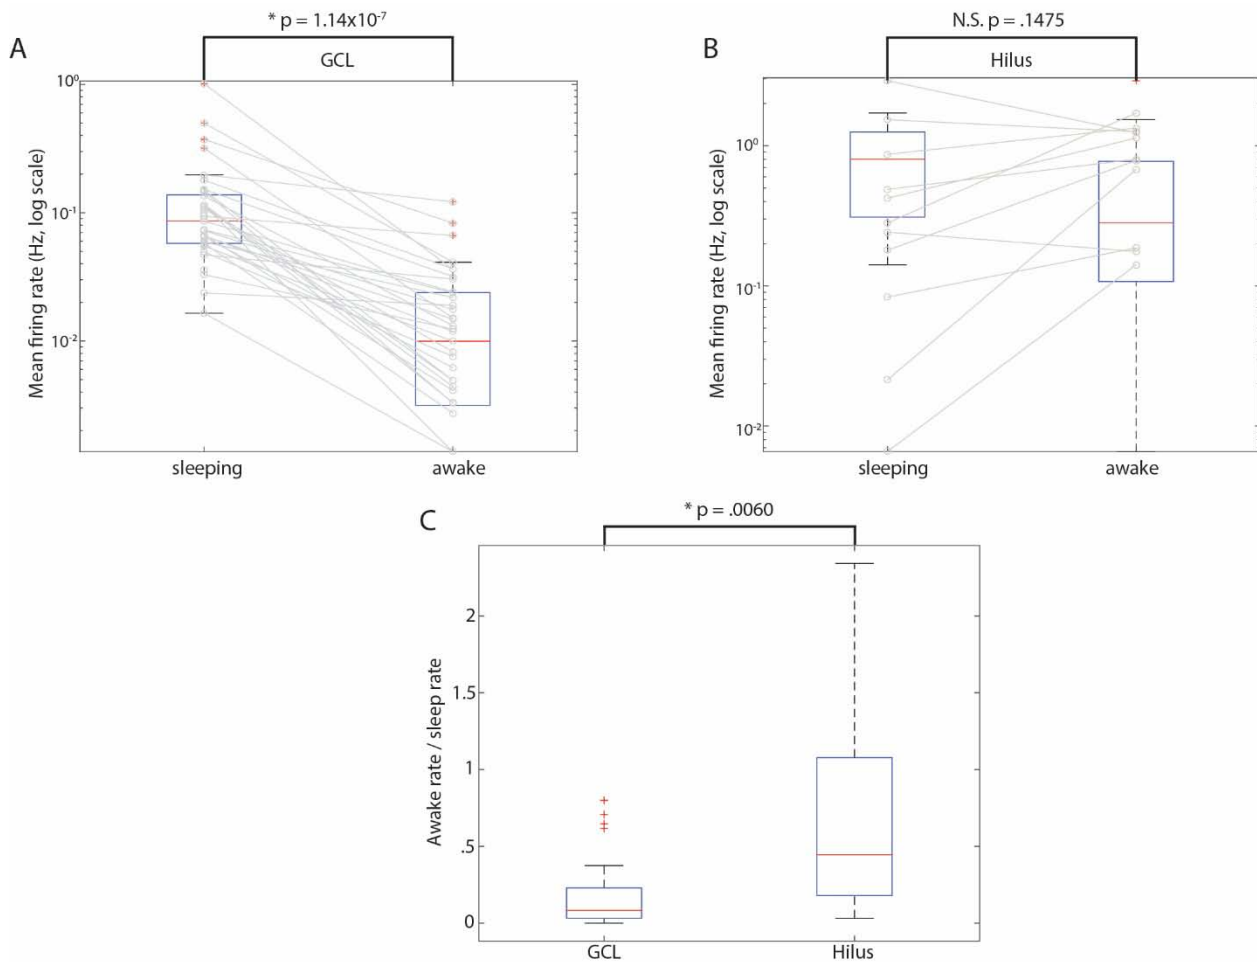 * p = 1.14x10⁻⁷
N.S. p = .1475
A
GCL
B
Hilus
10⁰
10⁻¹
10⁻²
Mean firing rate (Hz, log scale)
sleeping
awake
10⁰
10⁻¹
10⁻²
Mean firing rate (Hz, log scale)
sleeping
awake
C
* p = .0060
2
1.5
1
.5
0
Awake rate / sleep rate
GCL
Hilus